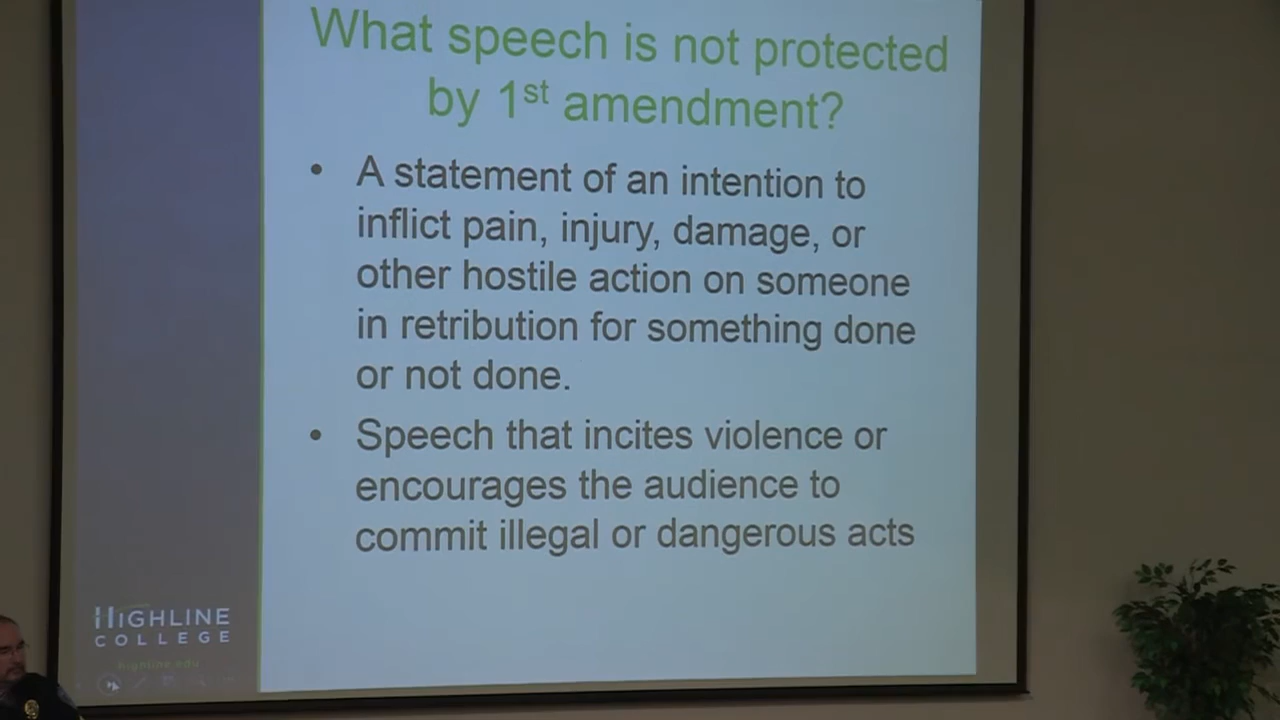 What speech is not protected
by 1st amendment?
• A statement of an intention to
inflict pain, injury, damage, or
other hostile action on someone
in retribution for something done
or not done.
• Speech that incites violence or
encourages the audience to
commit illegal or dangerous acts
HIGHLINE
COLLEGE
highline.edu